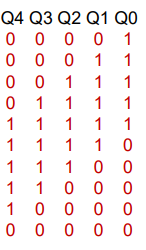 Q4 Q3 Q2 Q1 Q0
0 0 0 0 1
0 0 0 1 1
0 0 1 1 1
0 1 1 1 1
1 1 1 1 1
1 1 1 1 0
1 1 1 0 0
1 1 0 0 0
1 0 0 0 0
0 0 0 0 0